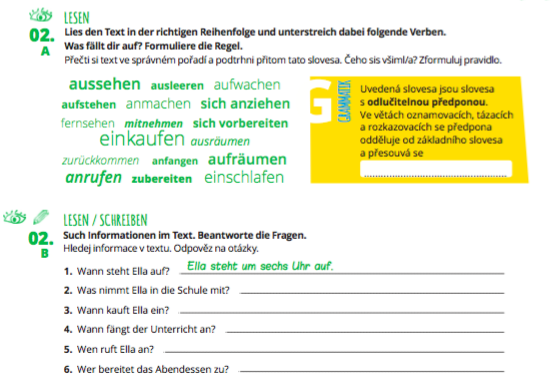 LESEN
02. Lies den Text in der richtigen Reihenfolge und unterstreich dabei folgende Verben.
A Was fällt dir auf? Formuliere die Regel.
Přečti si text ve správném pořadí a podtrhni přitom tato slovesa. Čeho sis všiml/a? Zformuluj pravidlo.
aussehen ausleeren aufwachen
aufstehen anmachen sich anziehen
fernsehen mitnehmen sich vorbereiten
einkaufen ausräumen
zurückkommen anfangen aufräumen
anrufen zubereiten einschlafen
G GRAMMATIK
Uvedená slovesa jsou slovesa
s odlučitelnou předponou.
Ve větách oznamovacích, tázacích
a rozkazovacích se předpona
odděluje od základního slovesa
a přesouvá se
LESEN / SCHREIBEN
02. Such Informationen im Text. Beantworte die Fragen.
B Hledej informace v textu. Odpověz na otázky.
1. Wann steht Ella auf? Ella steht um sechs Uhr auf.
2. Was nimmt Ella in die Schule mit?
3. Wann kauft Ella ein?
4. Wann fängt der Unterricht an?
5. Wen ruft Ella an?
6. Wer bereitet das Abendessen zu?